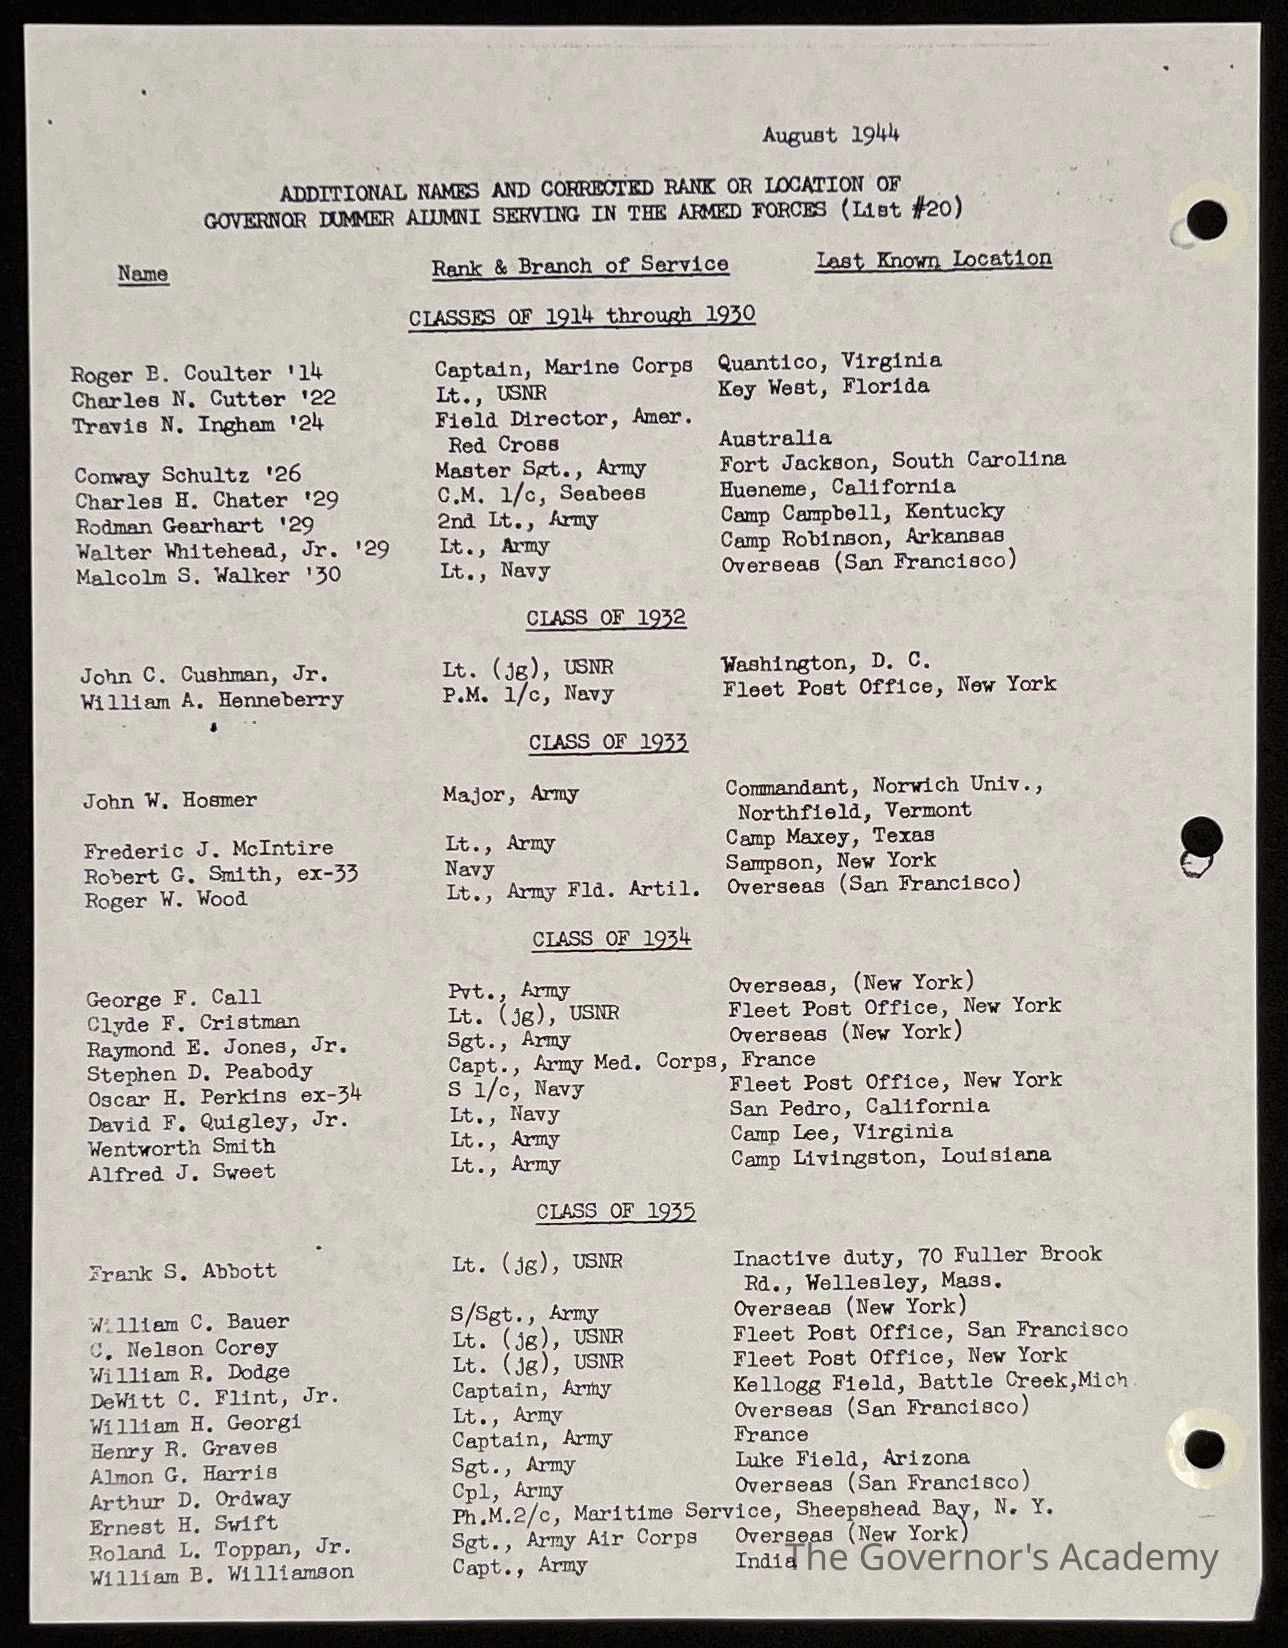 August 1944
ADDITIONAL NAMES AND CORRECTED RANK OR LOCATION OF
GOVERNOR DUMMER ALUMNI SERVING IN THE ARMED FORCES (List #20)
Name Rank & Branch of Service Last Known Location
CLASSES OF 1914 through 1930
Roger B. Coulter '14 Captain, Marine Corps Quantico, Virginia
Charles N. Cutter '22 Lt., USNR Key West, Florida
Travis N. Ingham '24 Field Director, Amer.
Red Cross Australia
Conway Schultz '26 Master Sgt., Army Fort Jackson, South Carolina
Charles H. Chater '29 C.M. 1/c, Seabees Hueneme, California
Rodman Gearhart '29 2nd Lt., Army Camp Campbell, Kentucky
Walter Whitehead, Jr. '29 Lt., Army Camp Robinson, Arkansas
Malcolm S. Walker '30 Lt., Navy Overseas (San Francisco)
CLASS OF 1932
John C. Cushman, Jr. Lt. (jg), USNR Washington, D. C.
William A. Henneberry P.M. 1/c, Navy Fleet Post Office, New York
CLASS OF 1933
John W. Hosmer Major, Army Commandant, Norwich Univ.,
Northfield, Vermont
Frederic J. McIntire Lt., Army Camp Maxey, Texas
Robert G. Smith, ex-33 Navy Sampson, New York
Roger W. Wood Lt., Army Fld. Artil. Overseas (San Francisco)
CLASS OF 1934
George F. Call Pvt., Army Overseas, (New York)
Clyde F. Cristman Lt. (jg), USNR Fleet Post Office, New York
Raymond E. Jones, Jr. Sgt., Army Overseas (New York)
Stephen D. Peabody Capt., Army Med. Corps, France
Oscar H. Perkins ex-34 S 1/c, Navy Fleet Post Office, New York
David F. Quigley, Jr. Lt., Navy San Pedro, California
Wentworth Smith Lt., Army Camp Lee, Virginia
Alfred J. Sweet Lt., Army Camp Livingston, Louisiana
CLASS OF 1935
Frank S. Abbott Lt. (jg), USNR Inactive duty, 70 Fuller Brook
Rd., Wellesley, Mass.
William C. Bauer S/Sgt., Army Overseas (New York)
C. Nelson Corey Lt. (jg), USNR Fleet Post Office, San Francisco
William R. Dodge Lt. (jg), USNR Fleet Post Office, New York
DeWitt C. Flint, Jr. Captain, Army Kellogg Field, Battle Creek,Mich.
William H. Georgi Lt., Army Overseas (San Francisco)
Henry R. Graves Captain, Army France
Almon G. Harris Sgt., Army Luke Field, Arizona
Arthur D. Ordway Cpl, Army Overseas (San Francisco)
Ernest H. Swift Ph.M.2/c, Maritime Service, Sheepshead Bay, N. Y.
Roland L. Toppan, Jr. Sgt., Army Air Corps Overseas (New York)
William B. Williamson Capt., Army India
The Governor's Academy